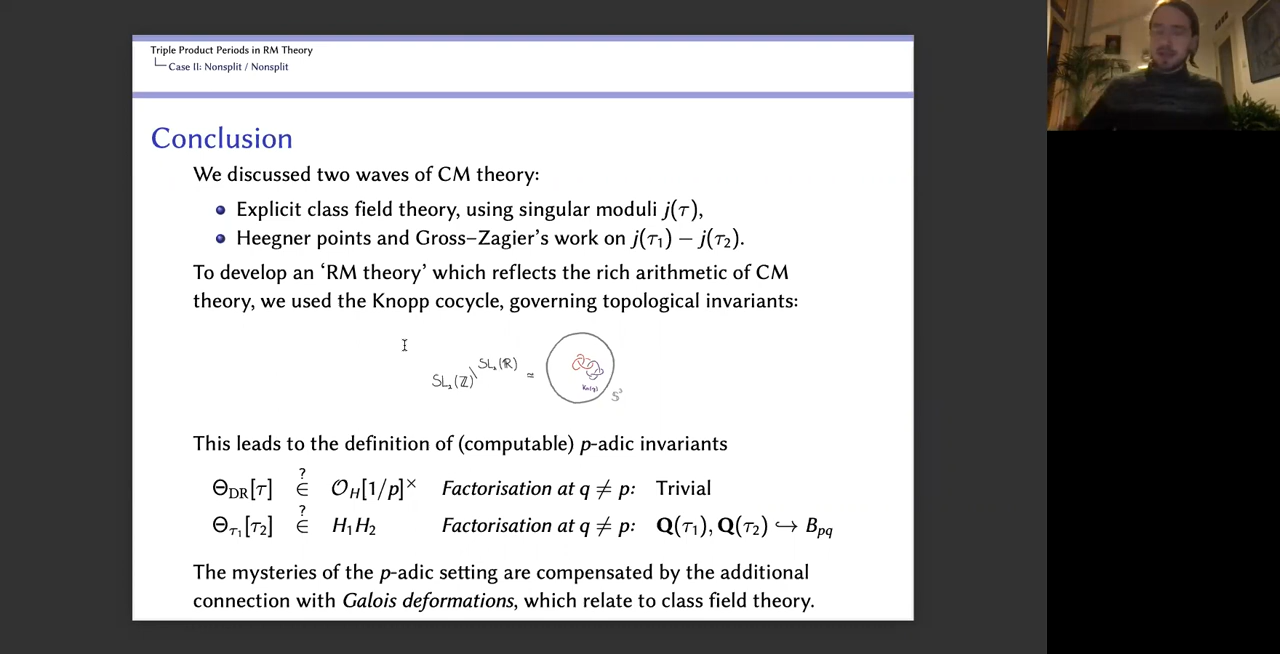 Triple Product Periods in RM Theory
Case II: Nonsplit / Nonsplit
Conclusion
We discussed two waves of CM theory:
Explicit class field theory, using singular moduli j(τ),
Heegner points and Gross–Zagier's work on j(τ₁) − j(τ₂).
To develop an 'RM theory' which reflects the rich arithmetic of CM
theory, we used the Knopp cocycle, governing topological invariants:
SL₂(ℤ)\SL₂(ℝ) ≃
S³
This leads to the definition of (computable) p-adic invariants
Θ_DR[τ] ?∈ 𝒪_H[1/p]× Factorisation at q ≠ p: Trivial
Θ_τ₁[τ₂] ?∈ H₁H₂ Factorisation at q ≠ p: Q(τ₁), Q(τ₂) ↪ B_pq
The mysteries of the p-adic setting are compensated by the additional
connection with Galois deformations, which relate to class field theory.